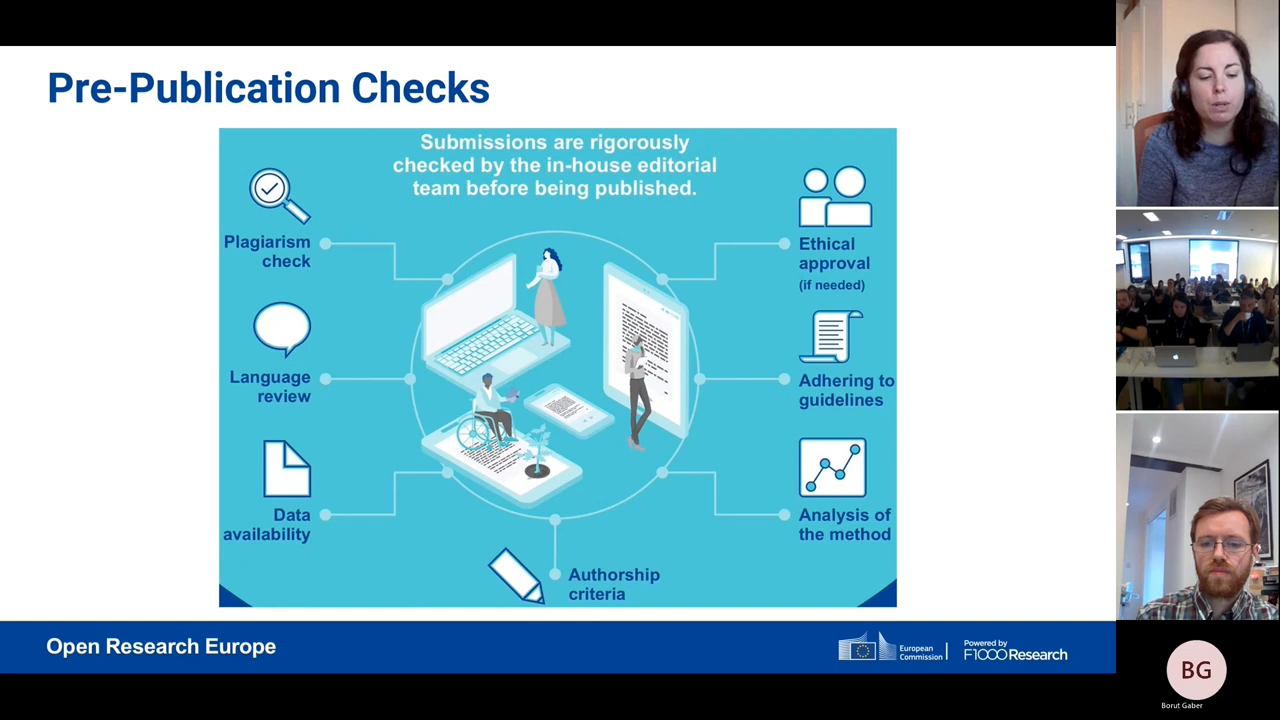 Pre-Publication Checks
Submissions are rigorously
checked by the in-house editorial
team before being published.
Plagiarism
check
Language
review
Data
availability
Ethical
approval
(if needed)
Adhering to
guidelines
Analysis of
the method
Authorship
criteria
Open Research Europe
European
Commission
Powered by
F1000Research
BG
Borut Gaber